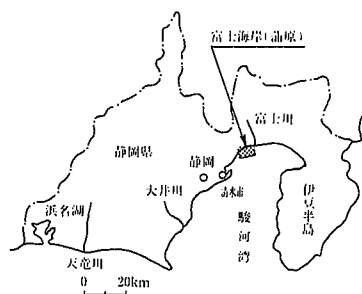 富士海岸(蒲原)
富士川
静岡県
静岡
大井川
清水港
浜名湖
駿河湾
伊豆半島
天竜川
0 20km